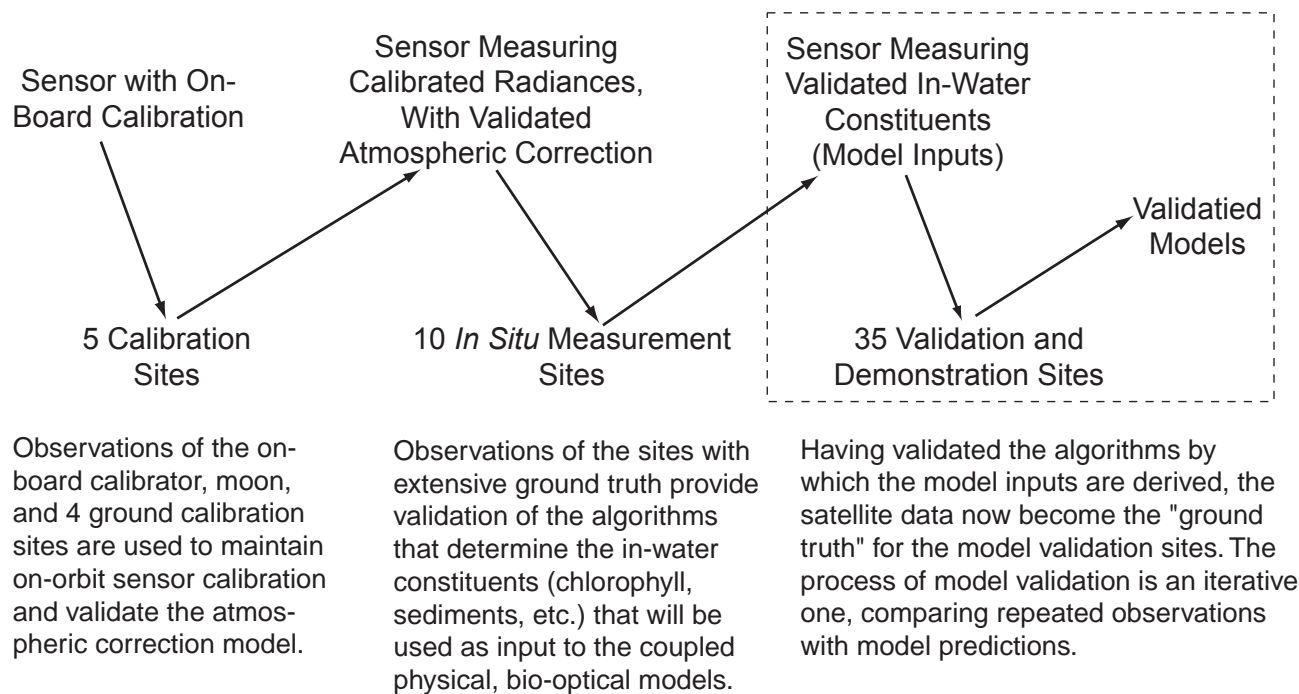 Sensor with On-
Board Calibration
Sensor Measuring
Calibrated Radiances,
With Validated
Atmospheric Correction
Sensor Measuring
Validated In-Water
Constituents
(Model Inputs)
Validatied
Models
5 Calibration
Sites
10 In Situ Measurement
Sites
35 Validation and
Demonstration Sites
Observations of the on-
board calibrator, moon,
and 4 ground calibration
sites are used to maintain
on-orbit sensor calibration
and validate the atmos-
pheric correction model.
Observations of the sites with
extensive ground truth provide
validation of the algorithms
that determine the in-water
constituents (chlorophyll,
sediments, etc.) that will be
used as input to the coupled
physical, bio-optical models.
Having validated the algorithms by
which the model inputs are derived, the
satellite data now become the "ground
truth" for the model validation sites. The
process of model validation is an iterative
one, comparing repeated observations
with model predictions.